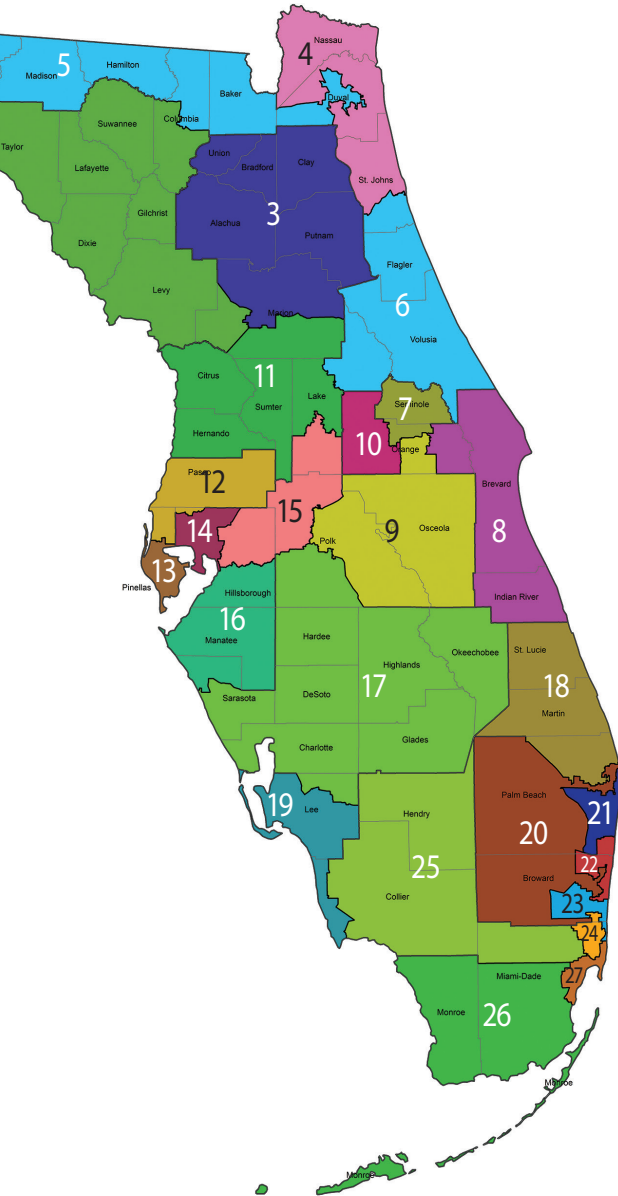 Nassau
4
Hamilton
5
Madison
Baker
Duval
Columbia
Suwannee
Taylor
Union
Bradford
Clay
Lafayette
St. Johns
Gilchrist
3
Alachua
Putnam
Dixie
Flagler
Levy
6
Marion
Volusia
11
Citrus
Lake
Sumter
7
Seminole
Hernando
10
Orange
Pasco
12
Brevard
15
14
9
Osceola
8
Polk
13
Pinellas
Hillsborough
Indian River
16
Manatee
Hardee
Okeechobee
St. Lucie
Highlands
17
18
DeSoto
Sarasota
Martin
Glades
Charlotte
Palm Beach
19
Lee
Hendry
21
20
25
22
Broward
Collier
23
24
Miami-Dade
27
Monroe
26
Monroe
Monroe